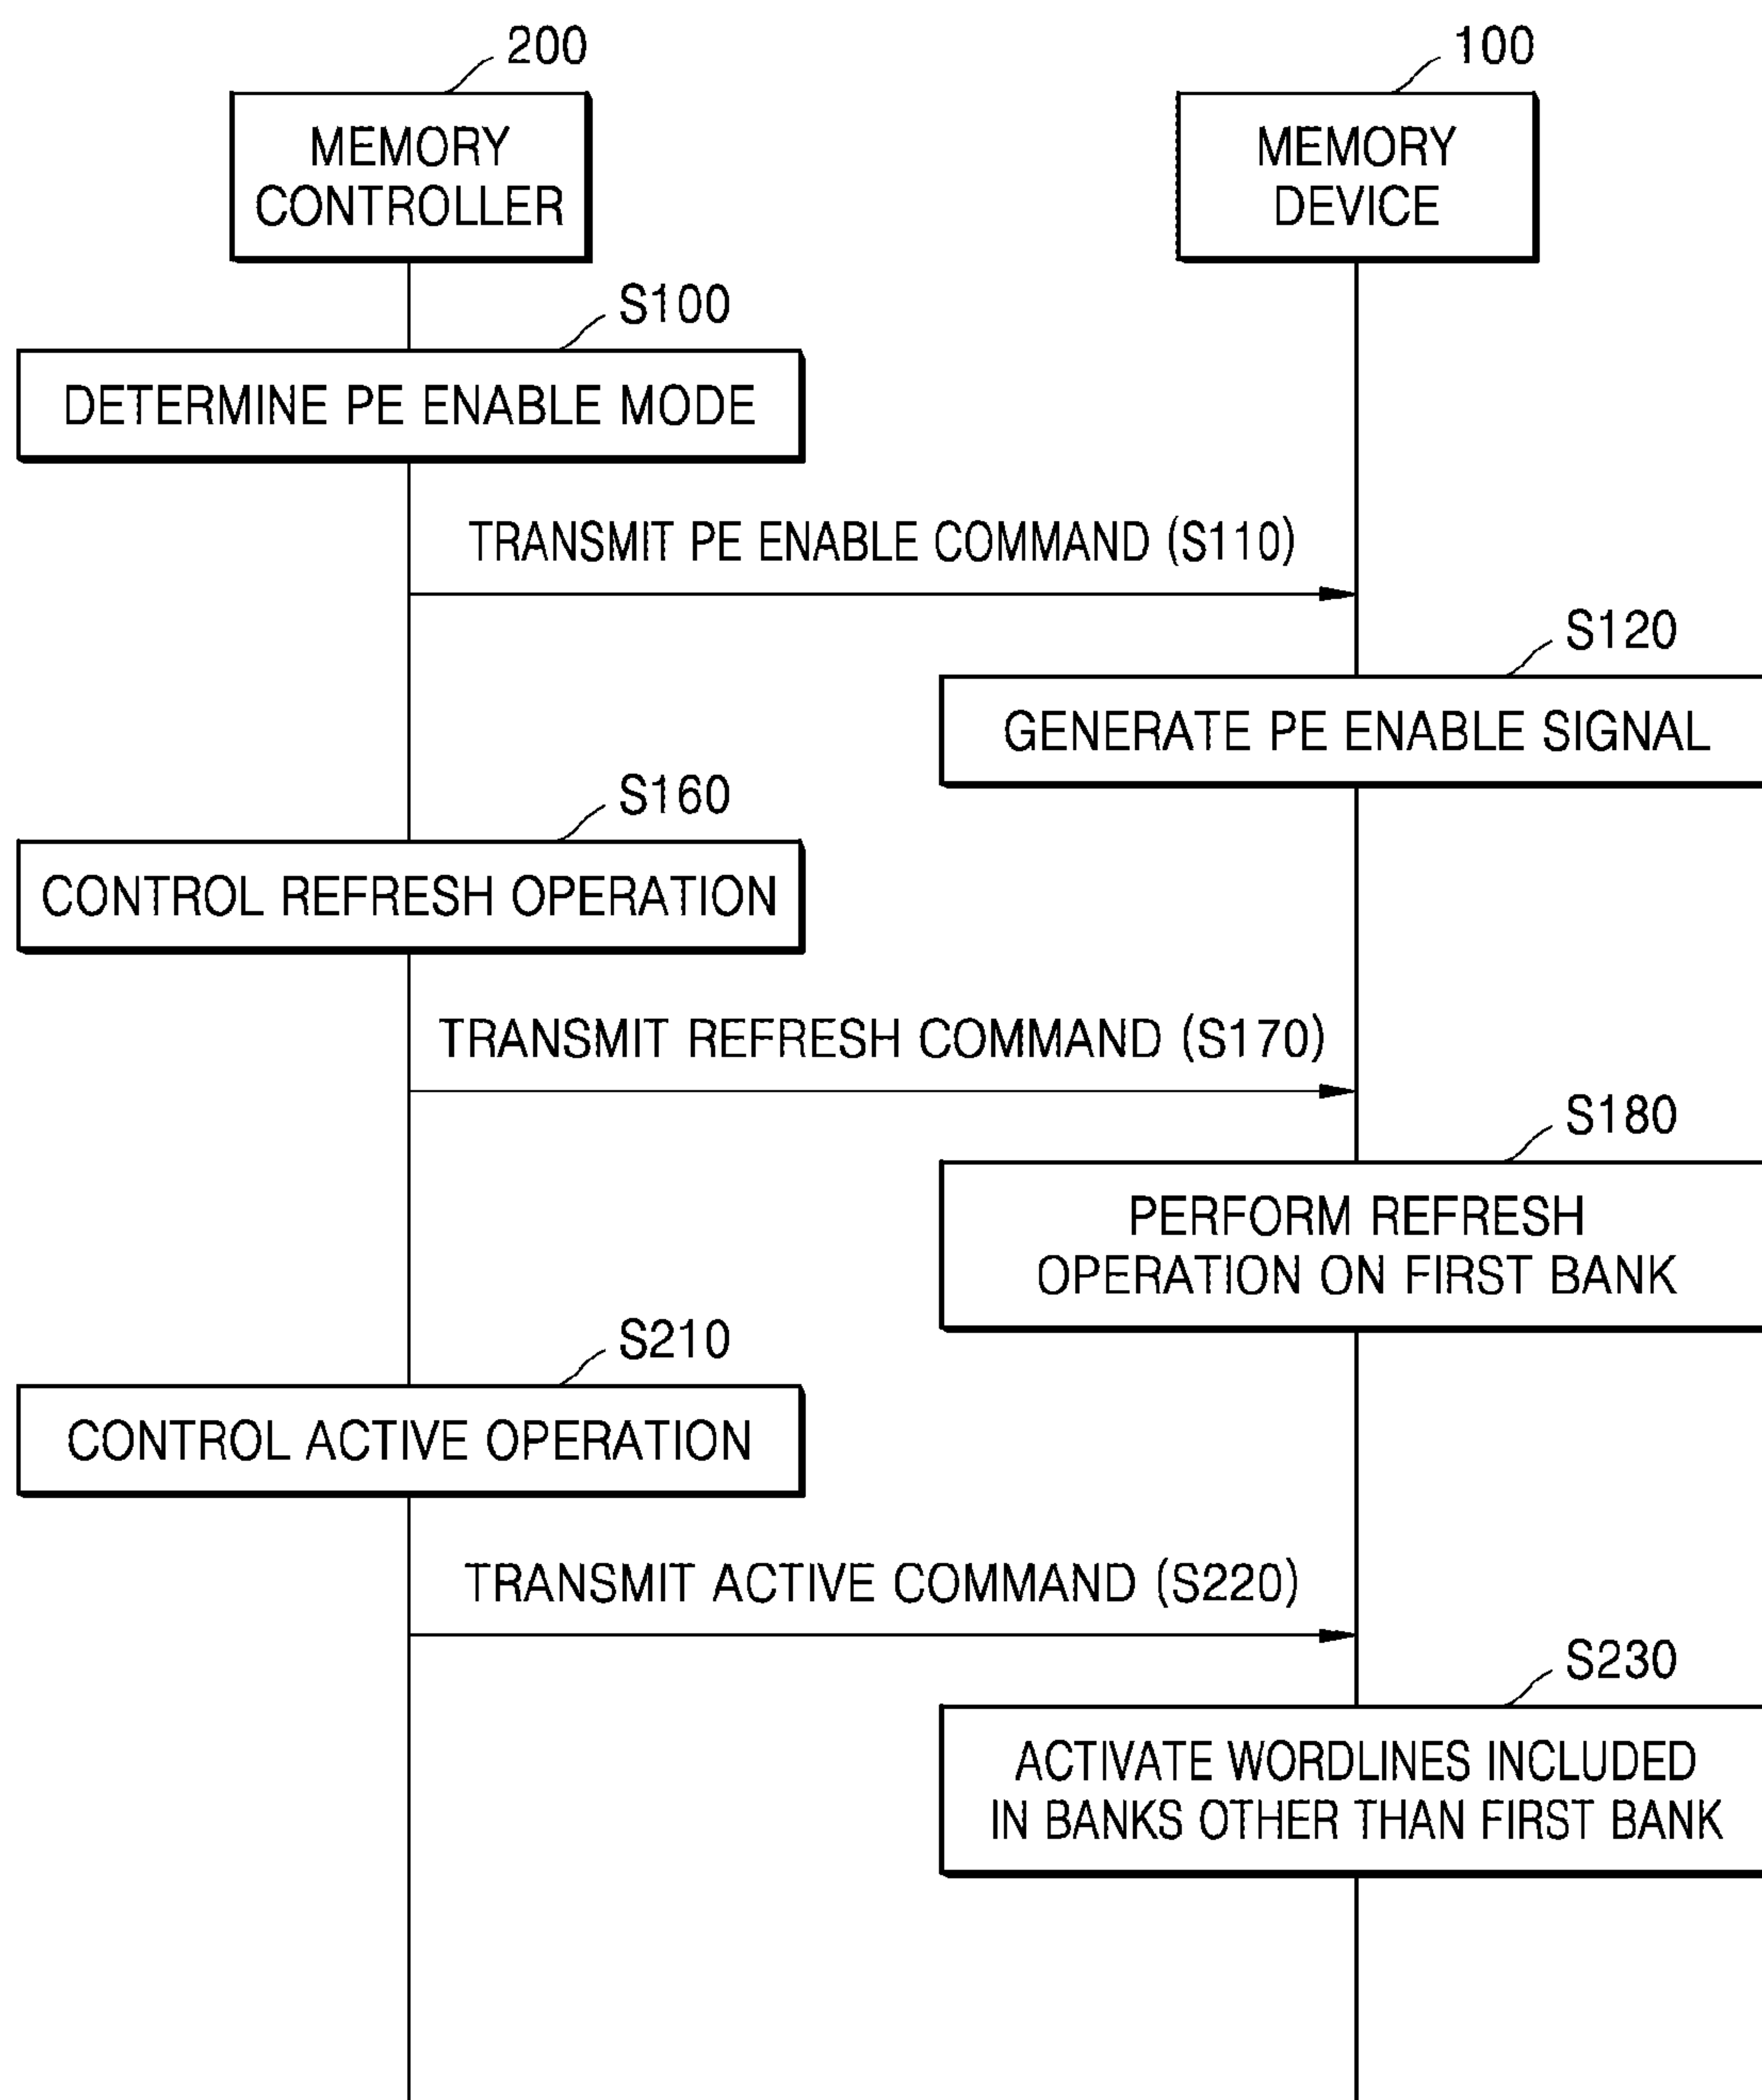 200
100
MEMORY
CONTROLLER
MEMORY
DEVICE
S100
DETERMINE PE ENABLE MODE
TRANSMIT PE ENABLE COMMAND (S110)
S120
GENERATE PE ENABLE SIGNAL
S160
CONTROL REFRESH OPERATION
TRANSMIT REFRESH COMMAND (S170)
S180
PERFORM REFRESH
OPERATION ON FIRST BANK
S210
CONTROL ACTIVE OPERATION
TRANSMIT ACTIVE COMMAND (S220)
S230
ACTIVATE WORDLINES INCLUDED
IN BANKS OTHER THAN FIRST BANK